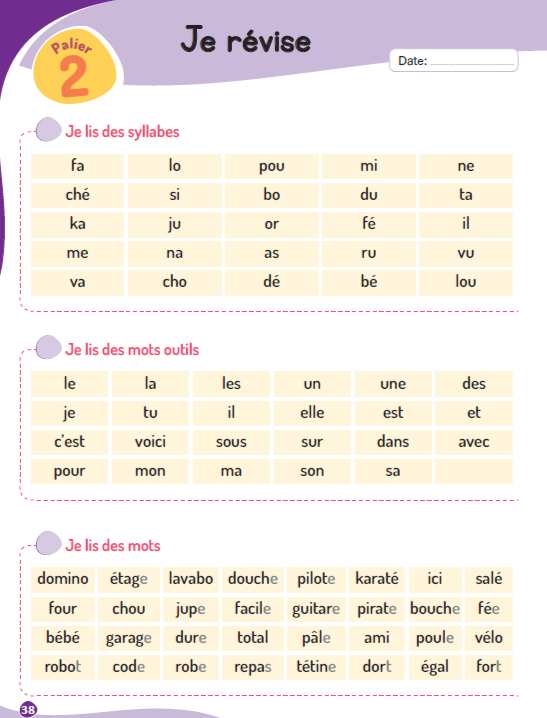 Palier
2
Je révise
Date:
Je lis des syllabes
fa lo pou mi ne
ché si bo du ta
ka ju or fé il
me na as ru vu
va cho dé bé lou
Je lis des mots outils
le la les un une des
je tu il elle est et
c'est voici sous sur dans avec
pour mon ma son sa
Je lis des mots
domino étage lavabo douche pilote karaté ici salé
four chou jupe facile guitare pirate bouche fée
bébé garage dure total pâle ami poule vélo
robot code robe repas tétine dort égal fort
38